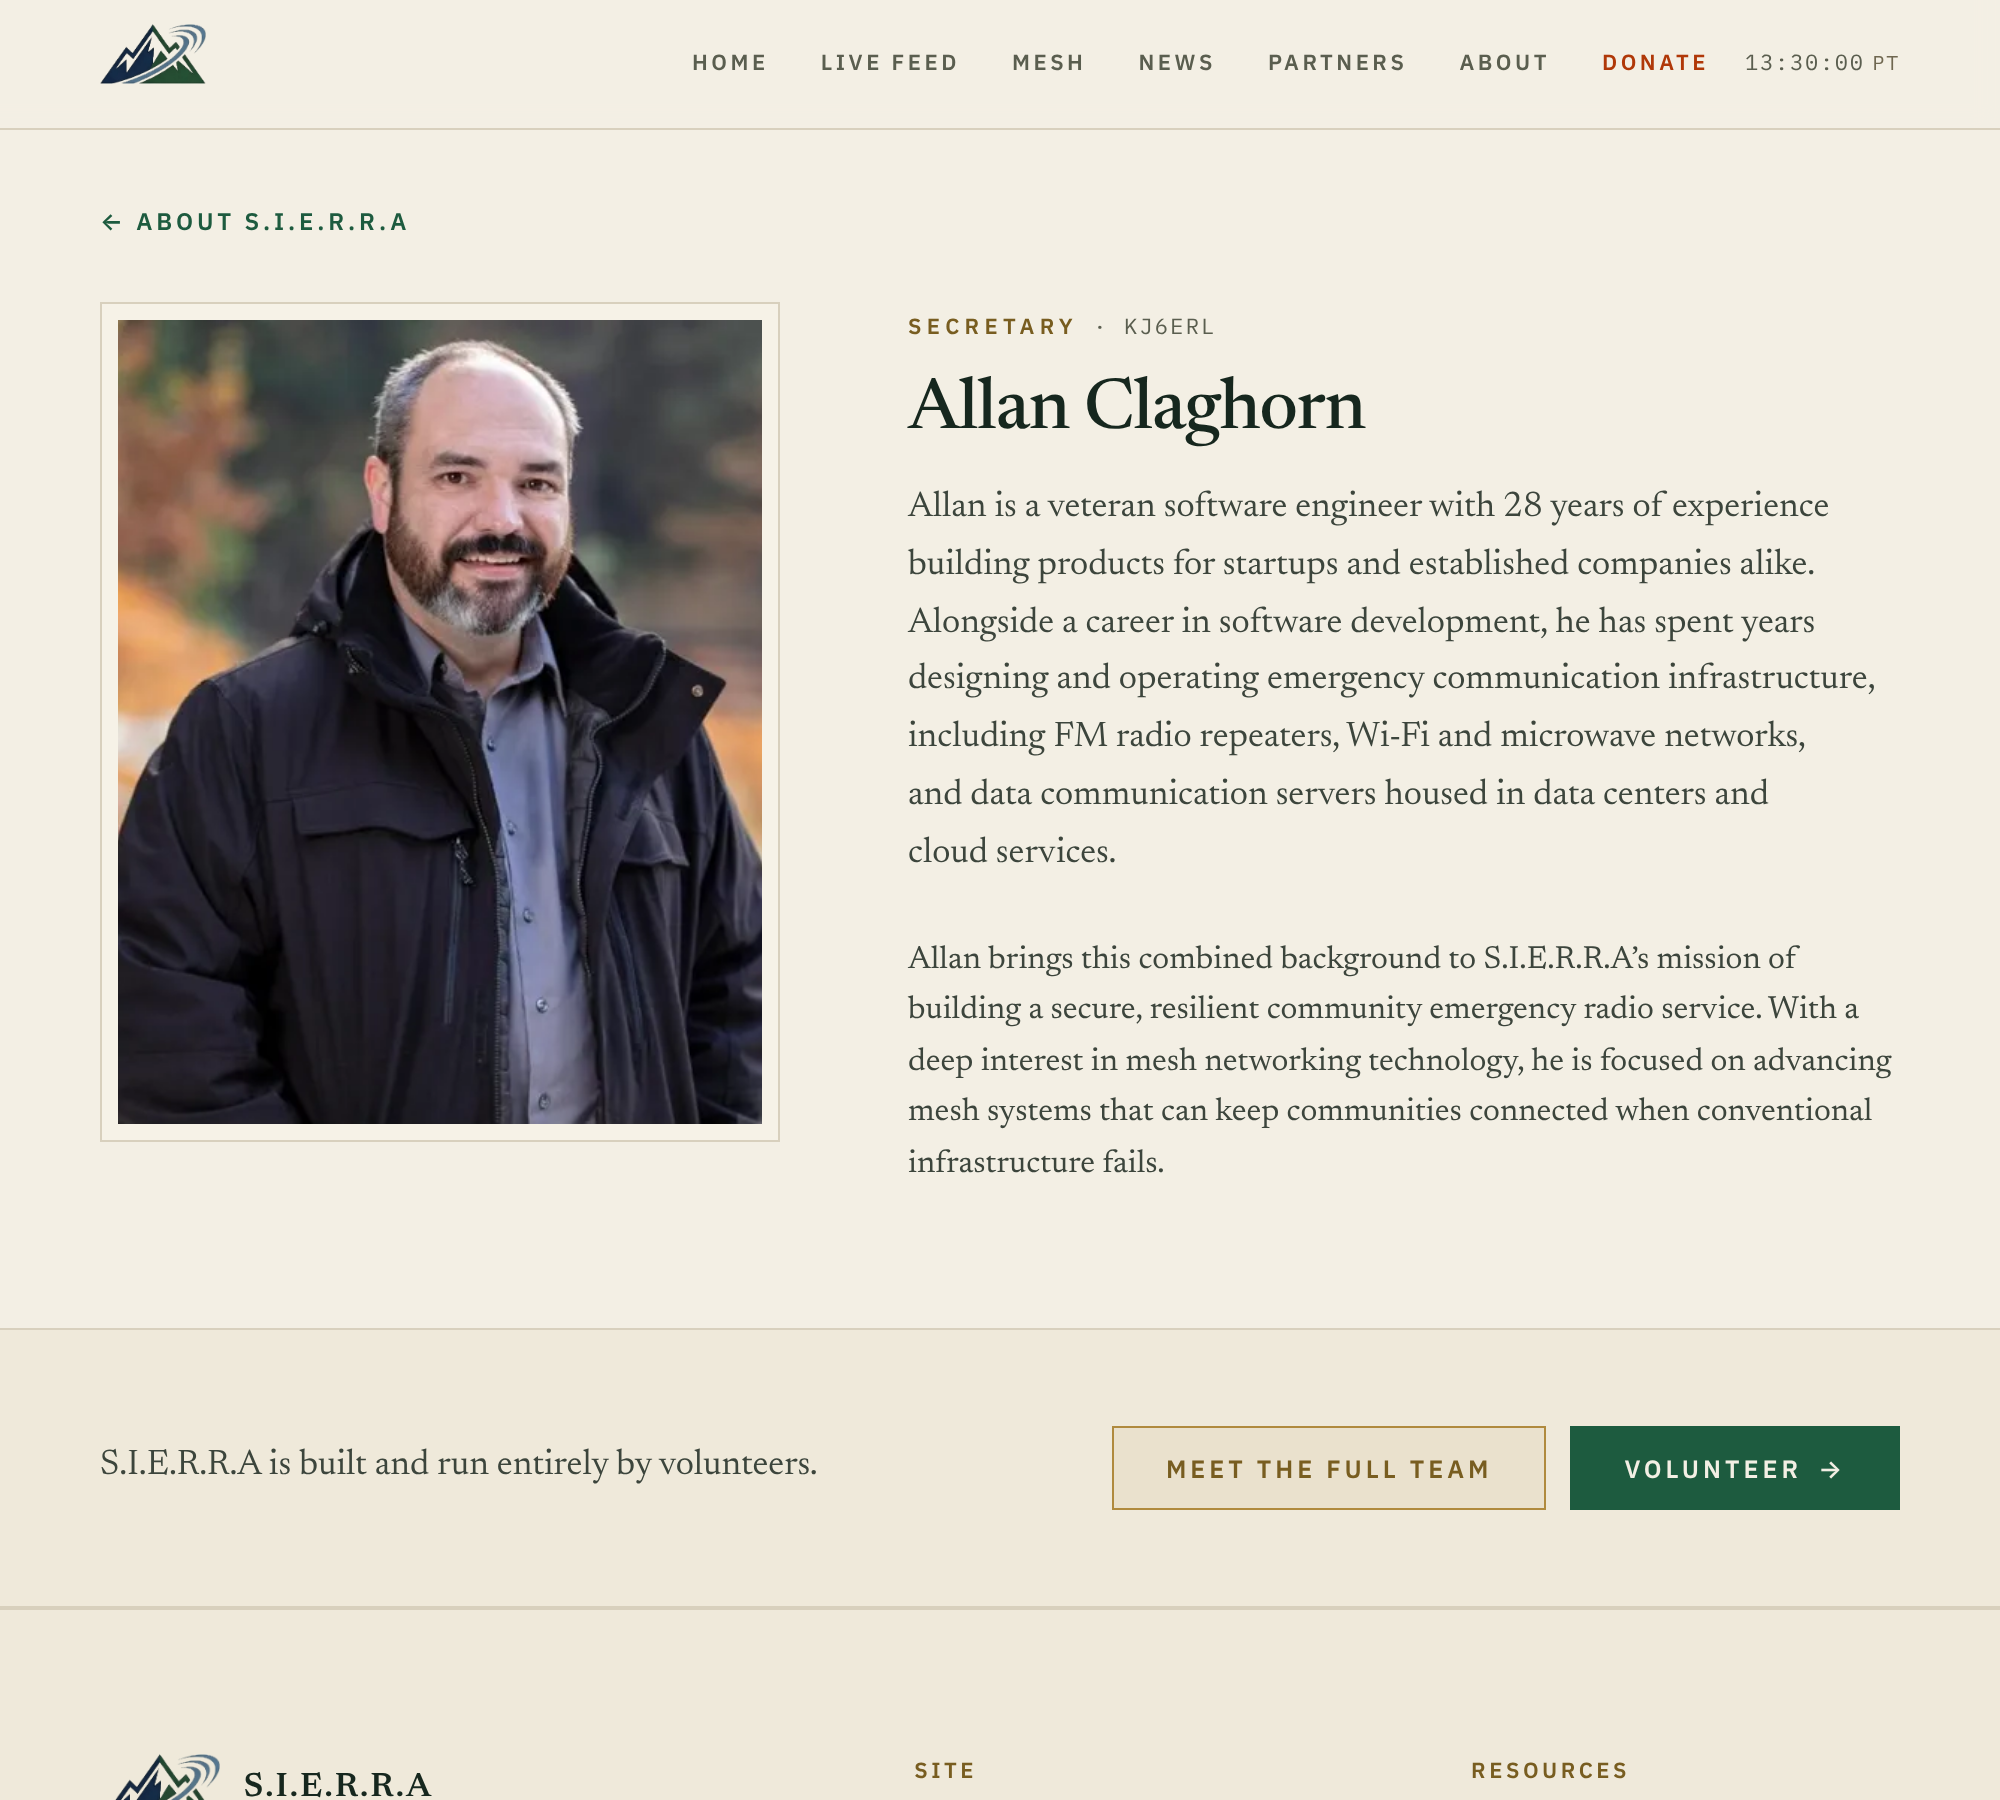 HOME LIVE FEED MESH NEWS PARTNERS ABOUT DONATE 13:30:00 PT
← ABOUT S.I.E.R.R.A
SECRETARY · KJ6ERL
Allan Claghorn
Allan is a veteran software engineer with 28 years of experience
building products for startups and established companies alike.
Alongside a career in software development, he has spent years
designing and operating emergency communication infrastructure,
including FM radio repeaters, Wi-Fi and microwave networks,
and data communication servers housed in data centers and
cloud services.
Allan brings this combined background to S.I.E.R.R.A’s mission of
building a secure, resilient community emergency radio service. With a
deep interest in mesh networking technology, he is focused on advancing
mesh systems that can keep communities connected when conventional
infrastructure fails.
S.I.E.R.R.A is built and run entirely by volunteers.
MEET THE FULL TEAM
VOLUNTEER →
S.I.E.R.R.A
SITE
RESOURCES